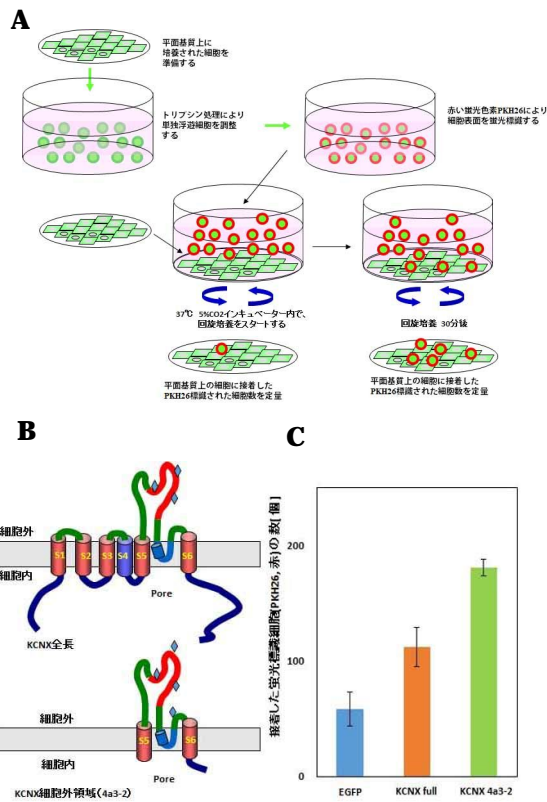 A
平面基質上に
培養された細胞を
準備する
トリプシン処理により
単独浮遊細胞を調整
する
赤い蛍光色素PKH26により
細胞表面を蛍光標識する
37℃ 5%CO2インキュベーター内で、
回旋培養をスタートする
回旋培養 30分後
平面基質上の細胞に接着した
PKH26標識された細胞数を定量
平面基質上の細胞に接着した
PKH26標識された細胞数を定量
B
細胞外
細胞内
S1
S2
S3
S4
S5
S6
Pore
KCNX全長
細胞外
細胞内
S5
S6
Pore
KCNX細胞外領域(4a3-2)
C
接着した蛍光標識細胞(PKH26, 赤)の 数[個]
200
100
0
EGFP
KCNX full
KCNX 4a3-2